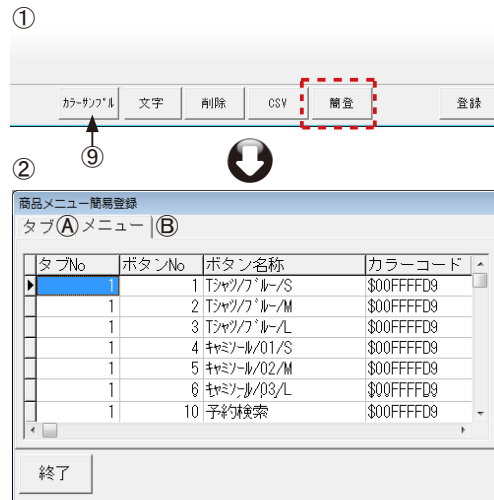 ①
カラーサンプル 文字 削除 CSV 簡登 登録
⑨
②
商品メニュー簡易登録
タブⒶメニュー Ⓑ
タブNo ボタンNo ボタン名称 カラーコード
1 1 Tシャツ/ブルー/S $00FFFFD9
1 2 Tシャツ/ブルー/M $00FFFFD9
1 3 Tシャツ/ブルー/L $00FFFFD9
1 4 キャミソール/01/S $00FFFFD9
1 5 キャミソール/02/M $00FFFFD9
1 6 キャミソール/03/L $00FFFFD9
1 10 予約検索 $00FFFFD9
終了